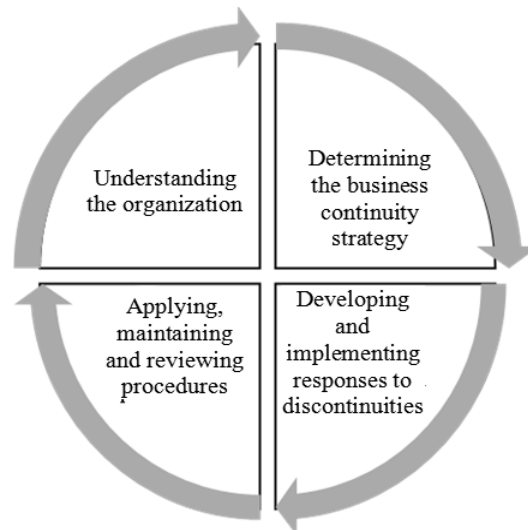 Understanding
the organization
Determining
the business
continuity
strategy
Applying,
maintaining
and reviewing
procedures
Developing
and
implementing
responses to
discontinuities